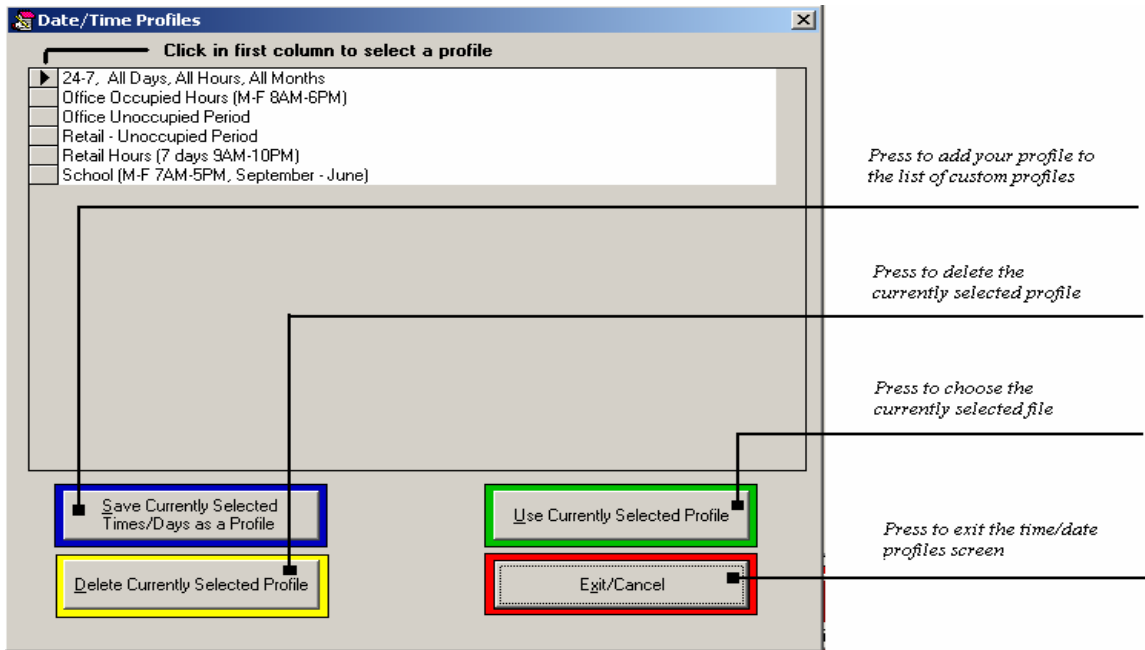 Date/Time Profiles
Click in first column to select a profile
24-7, All Days, All Hours, All Months
Office Occupied Hours (M-F 8AM-6PM)
Office Unoccupied Period
Retail - Unoccupied Period
Retail Hours (7 days 9AM-10PM)
School (M-F 7AM-5PM, September - June)
Press to add your profile to
the list of custom profiles
Press to delete the
currently selected profile
Press to choose the
currently selected file
Save Currently Selected
Times/Days as a Profile
Use Currently Selected Profile
Press to exit the time/date
profiles screen
Delete Currently Selected Profile
Exit/Cancel